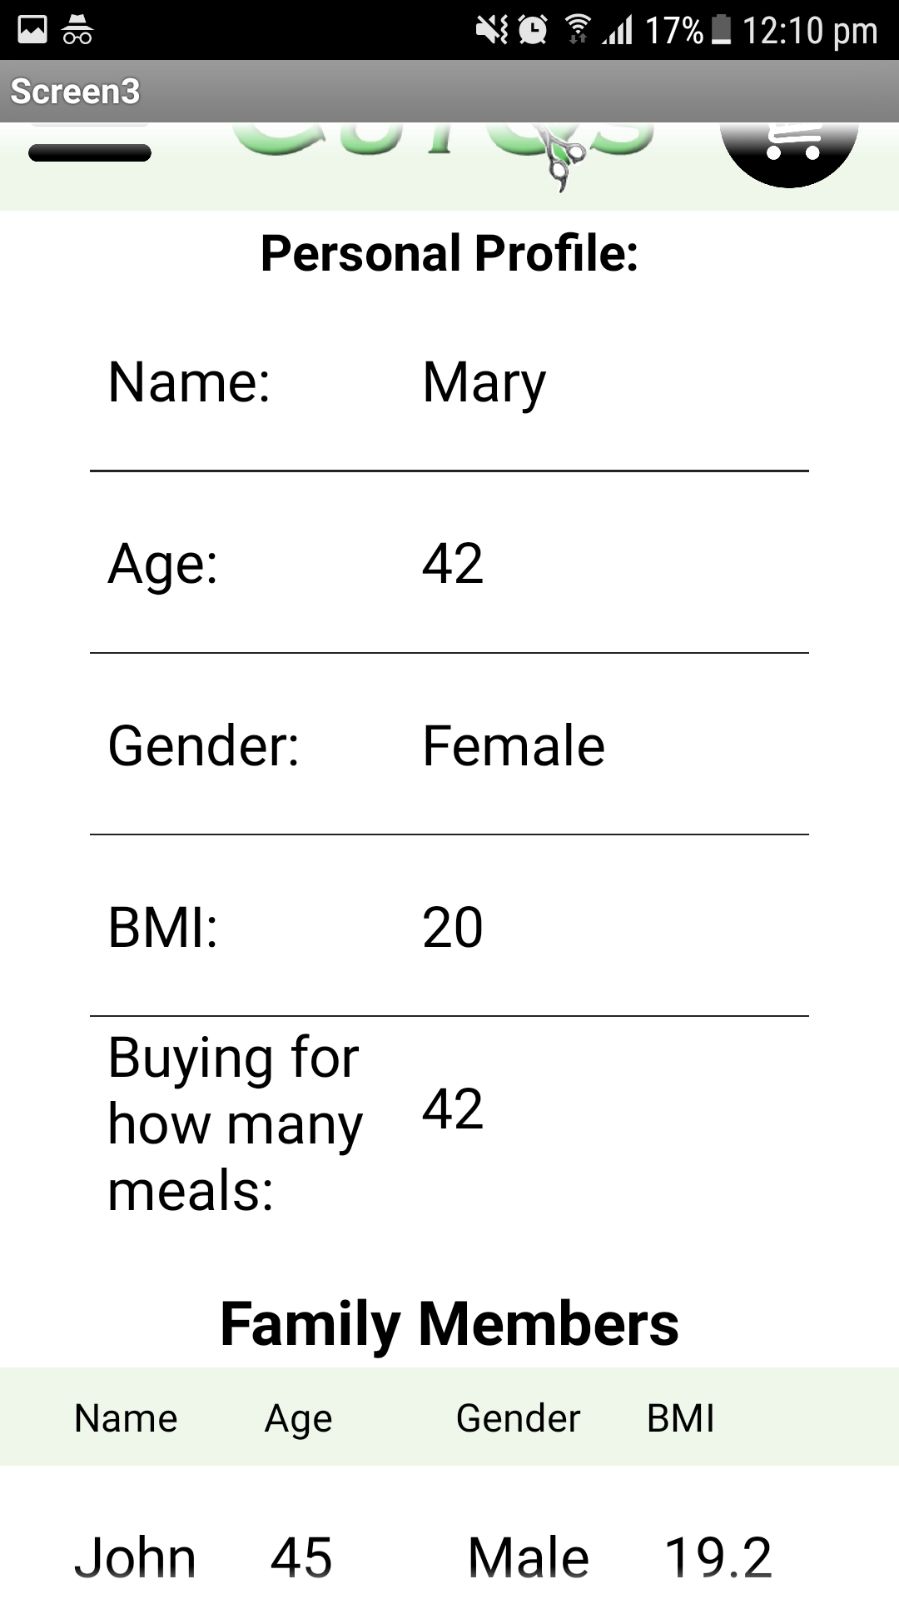 17% 12:10 pm
Screen3
Personal Profile:
Name: Mary
Age: 42
Gender: Female
BMI: 20
Buying for
how many 42
meals:
Family Members
Name Age Gender BMI
John 45 Male 19.2